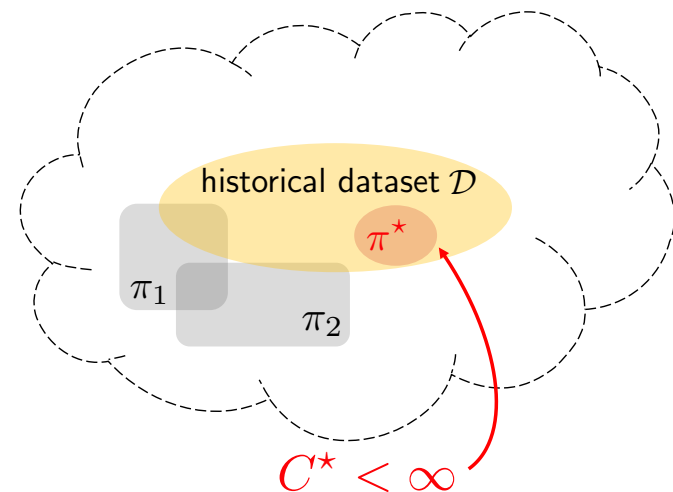 historical dataset 𝒟
π⋆
π₁
π₂
C⋆ < ∞